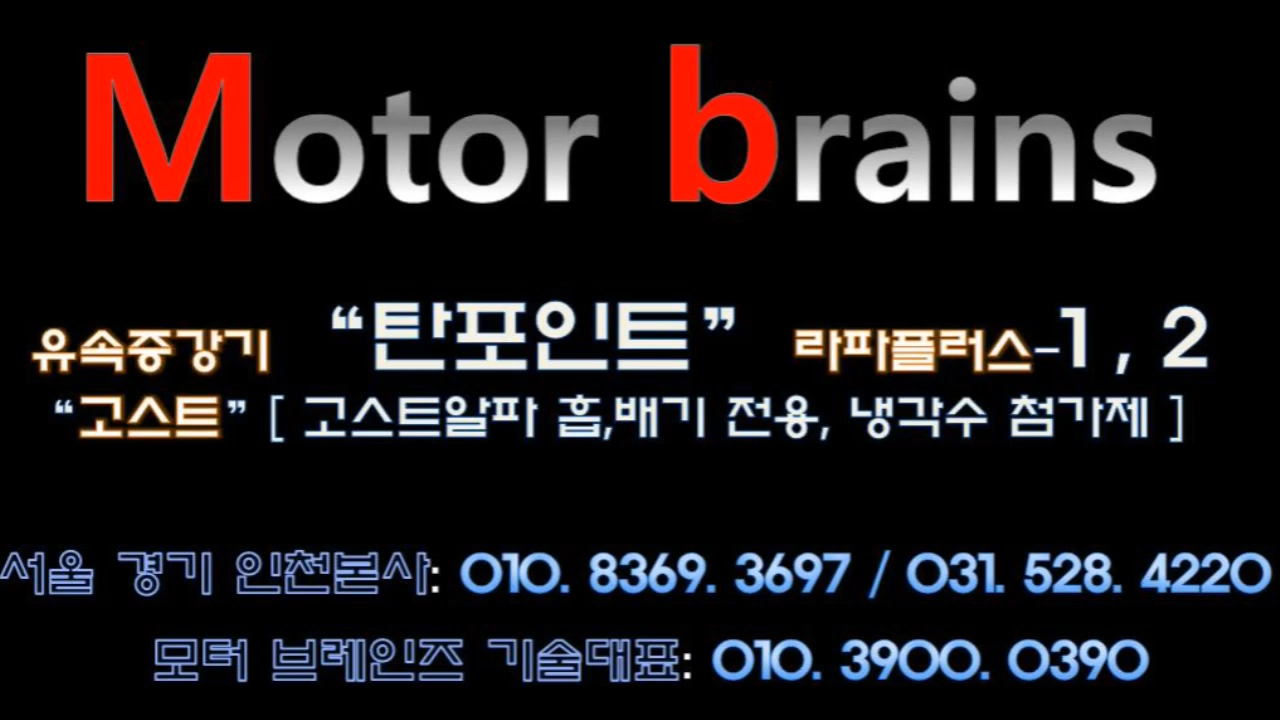 Motor brains
유속증강기 “탄포인트” 라파플러스-1 , 2
“고스트” [ 고스트알파 흡,배기 전용, 냉각수 첨가제 ]
서울 경기 인천본사: 010. 8369. 3697 / 031. 528. 4220
모터 브레인즈 기술대표: 010. 3900. 0390